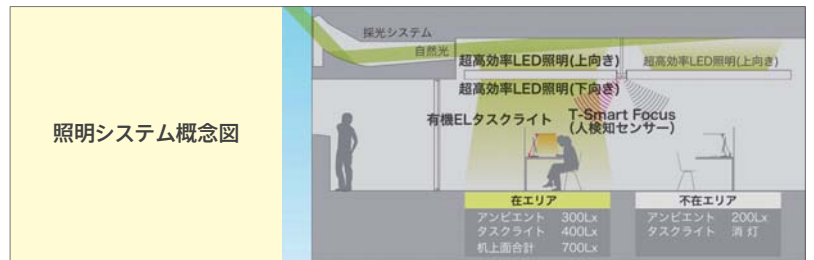 照明システム概念図
採光システム
自然光
超高効率LED照明(上向き)
超高効率LED照明(上向き)
超高効率LED照明(下向き)
有機ELタスクライト
T-Smart Focus
(人検知センサー)
在エリア
アンビエント 300Lx
タスクライト 400Lx
机上面合計 700Lx
不在エリア
アンビエント 200Lx
タスクライト 消灯